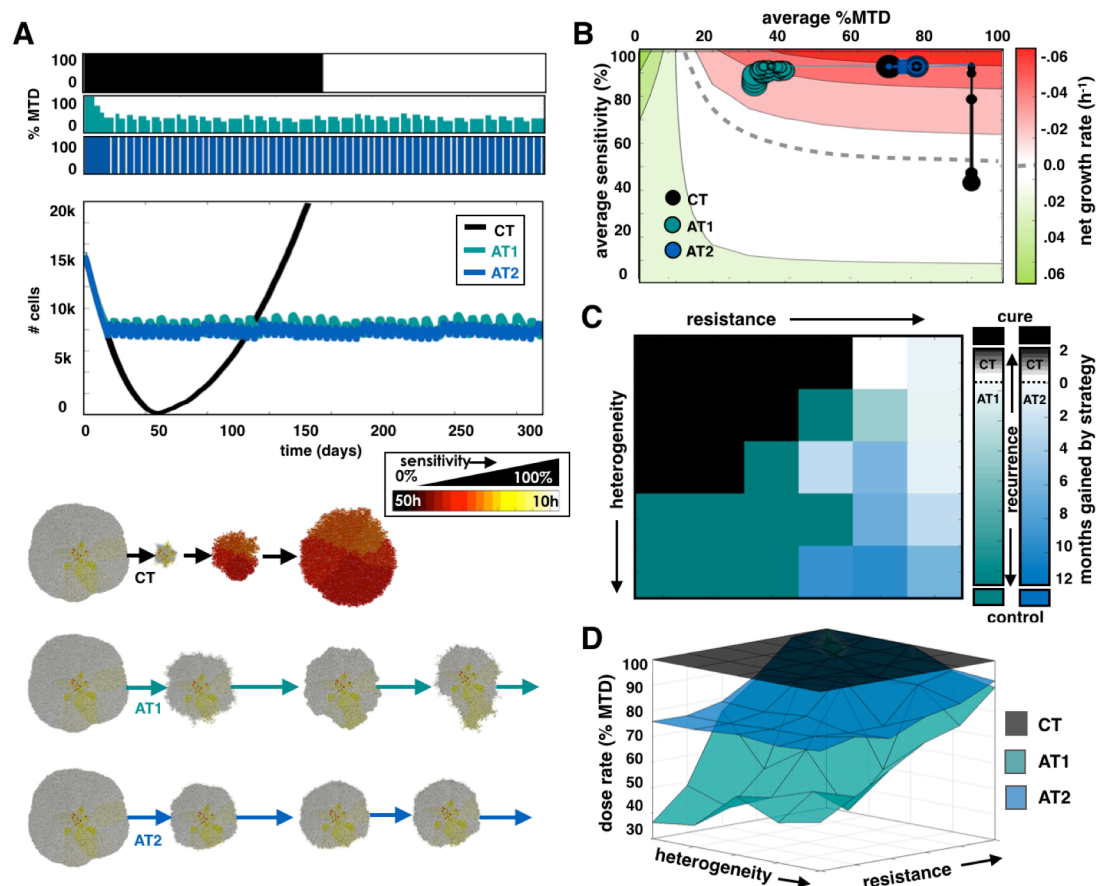 A
100
0
100
0
100
0
% MTD
20k
15k
10k
5k
0
# cells
CT
AT1
AT2
0 50 100 150 200 250 300
time (days)
sensitivity
0% 100%
50h 10h
CT
AT1
AT2
B
average %MTD
0 20 40 60 80 100
100
80
60
40
20
0
average sensitivity (%)
CT
AT1
AT2
-.06
-.04
-.02
0.0
.02
.04
.06
net growth rate (h⁻¹)
C
resistance
heterogeneity
cure
CT CT
AT1 AT2
recurrence
2
0
2
4
6
8
10
12
months gained by strategy
control
D
100
90
80
70
60
50
40
30
dose rate (% MTD)
heterogeneity
resistance
CT
AT1
AT2